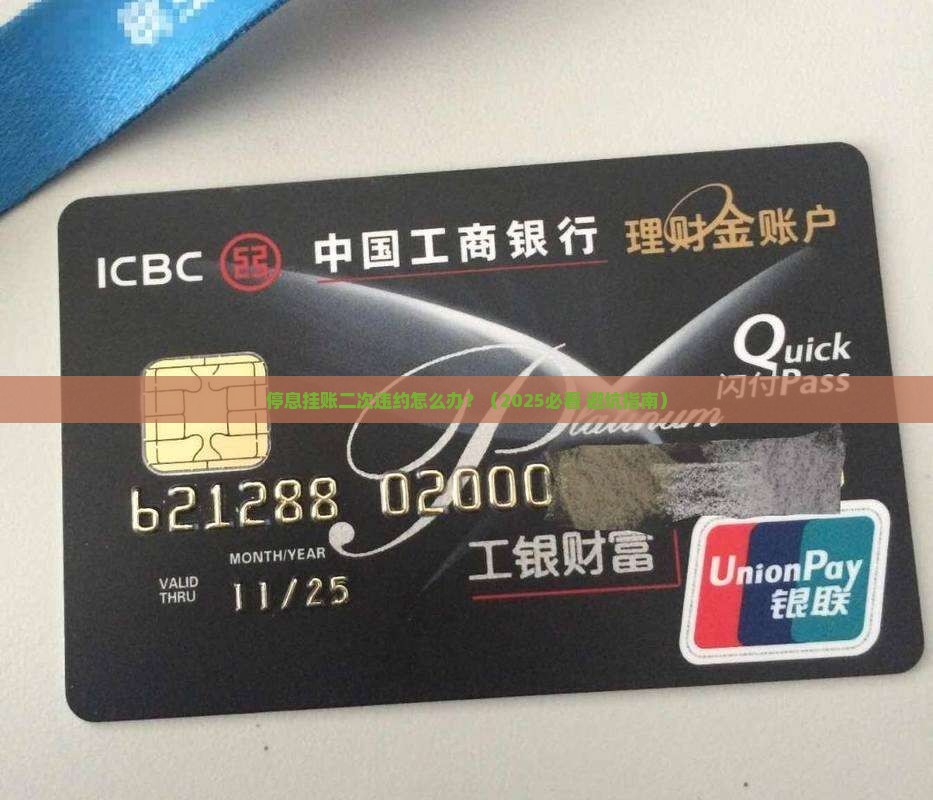 ICBC 中国工商银行 理财金账户
Quick
闪付Pass
停息挂账二次违约怎么办？（2025必看 指南）
Platinum
621288 02000
MONTH/YEAR
VALID
THRU
11/25
工银财富
UnionPay
银联